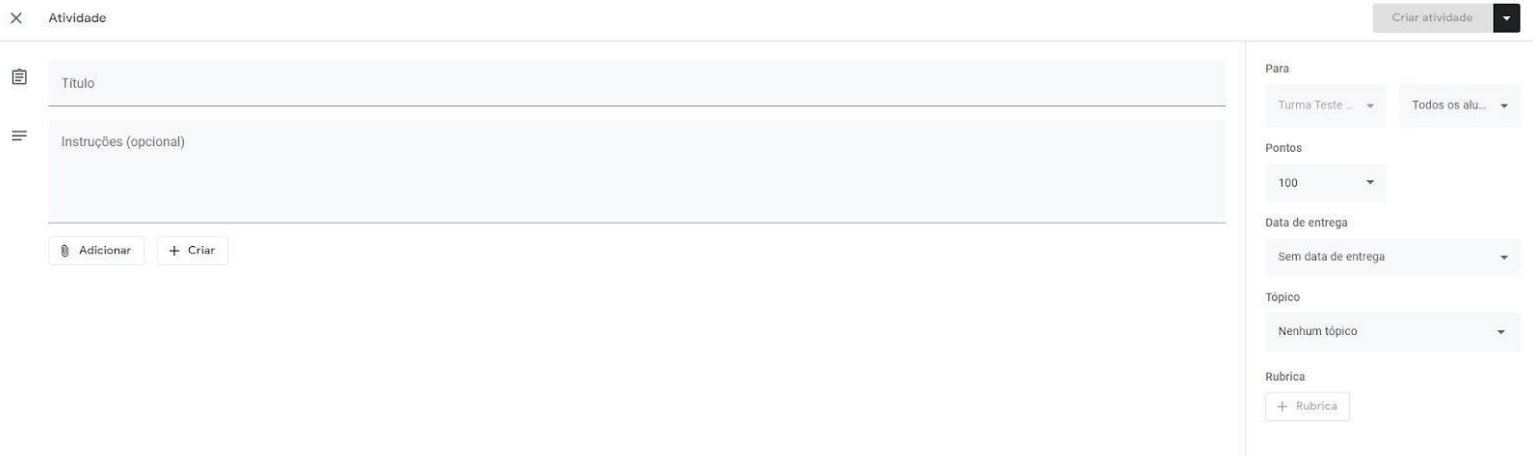 Atividade
Criar atividade
Título
Instruções (opcional)
Adicionar
Criar
Para
Turma Teste ...
Todos os alu...
Pontos
100
Data de entrega
Sem data de entrega
Tópico
Nenhum tópico
Rubrica
+ Rubrica